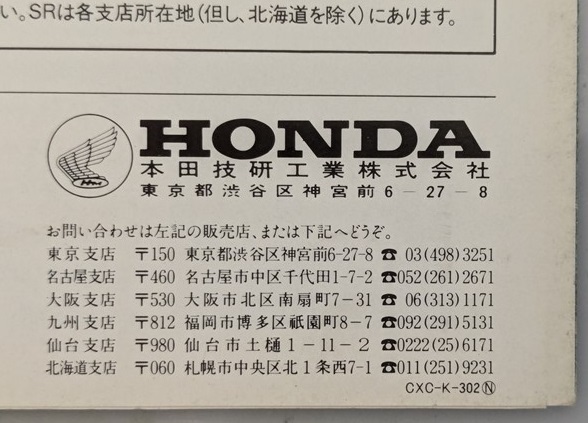 い。SRは各支店所在地(但し、北海道を除く)にあります。
HONDA
本田技研工業株式会社
東京都渋谷区神宮前6-27-8
お問い合わせは左記の販売店、または下記へどうぞ。
東京支店 〒150 東京都渋谷区神宮前6-27-8 ☎ 03(498)3251
名古屋支店 〒460 名古屋市中区千代田1-7-2 ☎052(261)2671
大阪支店 〒530 大阪市北区南扇町7-31 ☎ 06(313)1171
九州支店 〒812 福岡市博多区祇園町8-7 ☎092(291)5131
仙台支店 〒980 仙台市土樋1-11-2 ☎0222(25)6171
北海道支店 〒060 札幌市中央区北1条西7-1 ☎011(251)9231
CXC-K-302Ⓝ